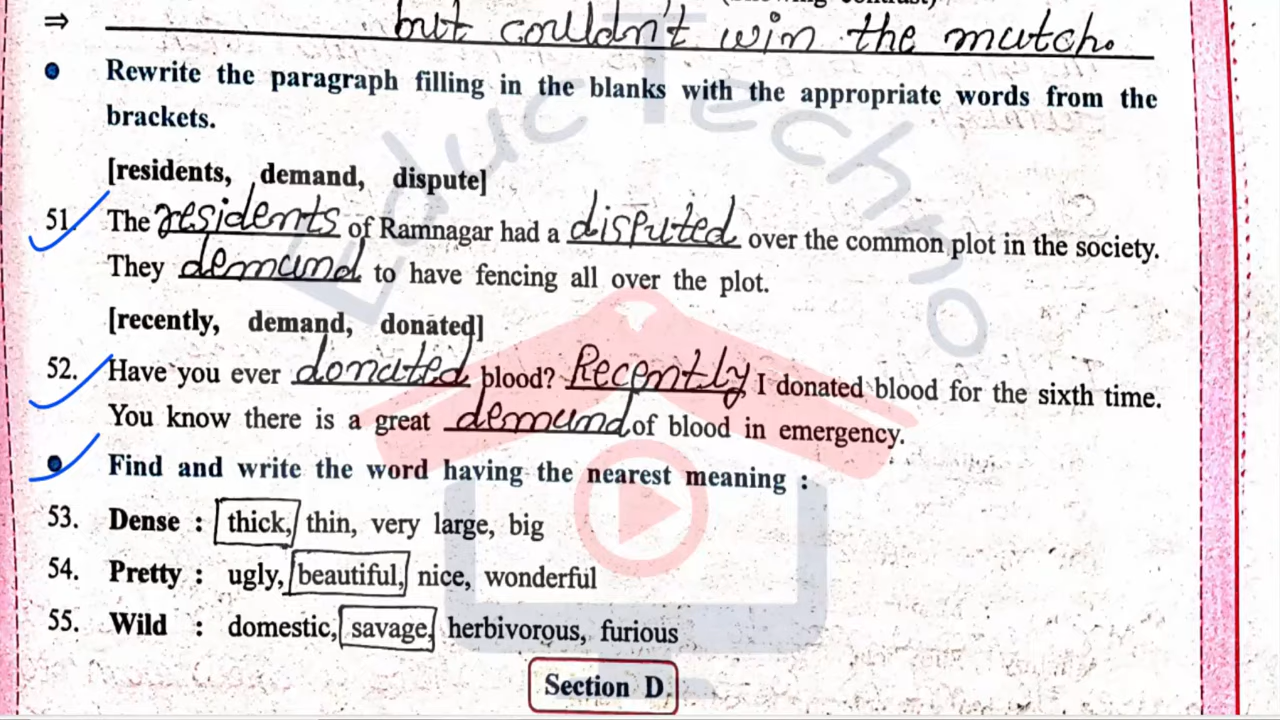 ⇒ but couldn't win the match.
• Rewrite the paragraph filling in the blanks with the appropriate words from the
brackets.
[residents, demand, dispute]
51. The residents of Ramnagar had a disputed over the common plot in the society.
They demand to have fencing all over the plot.
[recently, demand, donated]
52. Have you ever donated blood? Recently, I donated blood for the sixth time.
You know there is a great demand of blood in emergency.
• Find and write the word having the nearest meaning :
53. Dense : thick, thin, very large, big
54. Pretty : ugly, beautiful, nice, wonderful
55. Wild : domestic, savage, herbivorous, furious
Section D
EducTechno